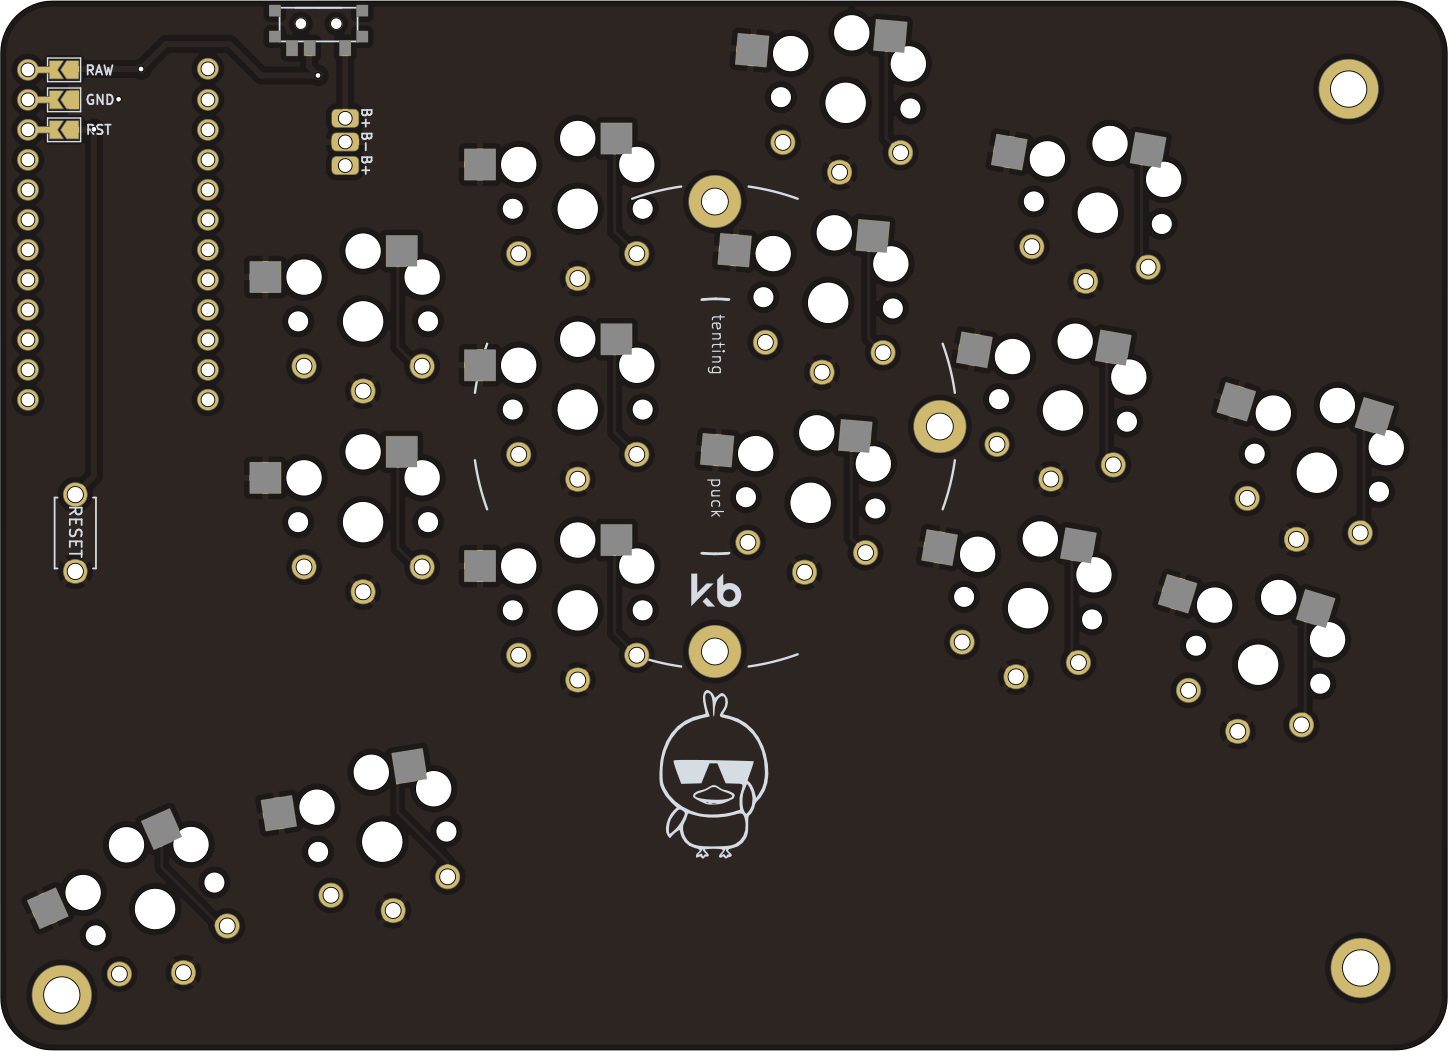 RAW
GND
RST
B+
B-
B+
tenting
puck
kb
RESET